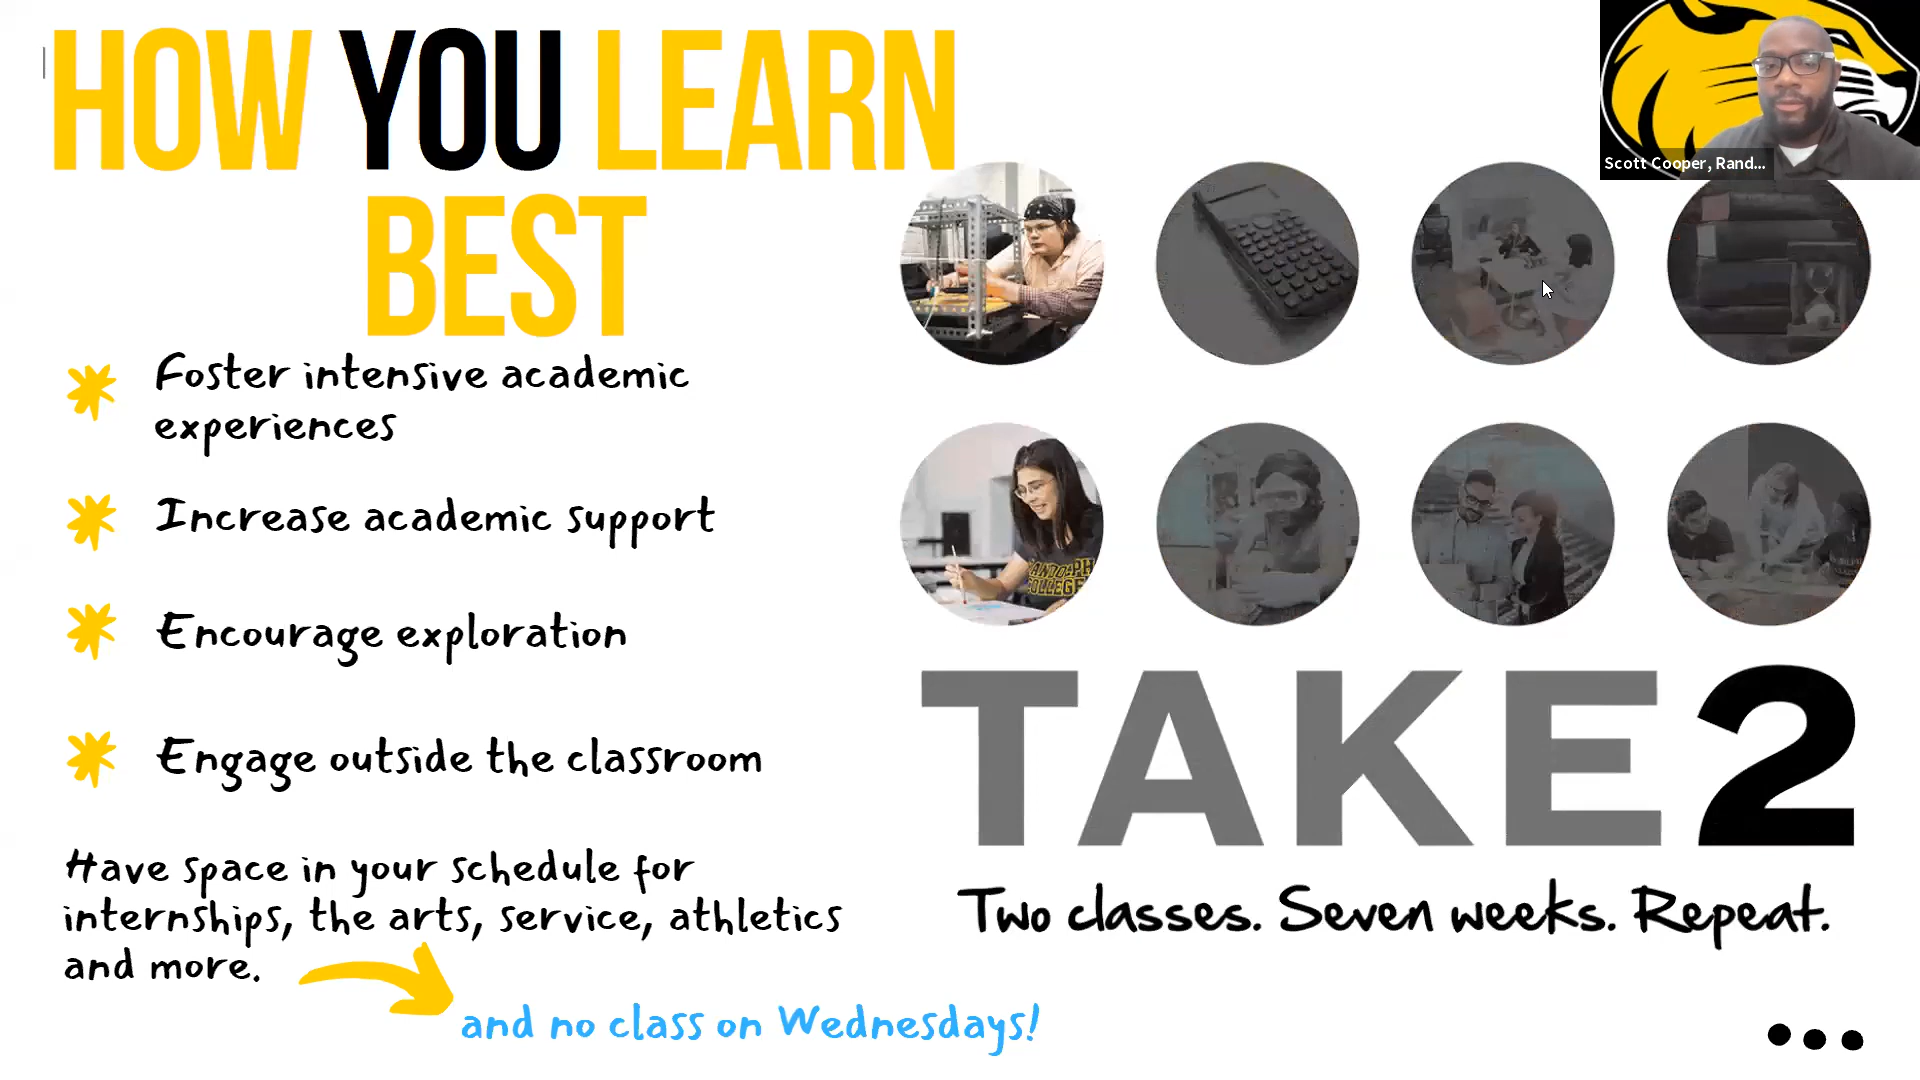 HOW YOU LEARN
BEST
Foster intensive academic
experiences
Increase academic support
Encourage exploration
Engage outside the classroom
Have space in your schedule for
internships, the arts, service, athletics
and more.
and no class on Wednesdays!
Scott Cooper, Rand...
RANDOLPH
COLLEGE
TAKE2
Two classes. Seven weeks. Repeat.